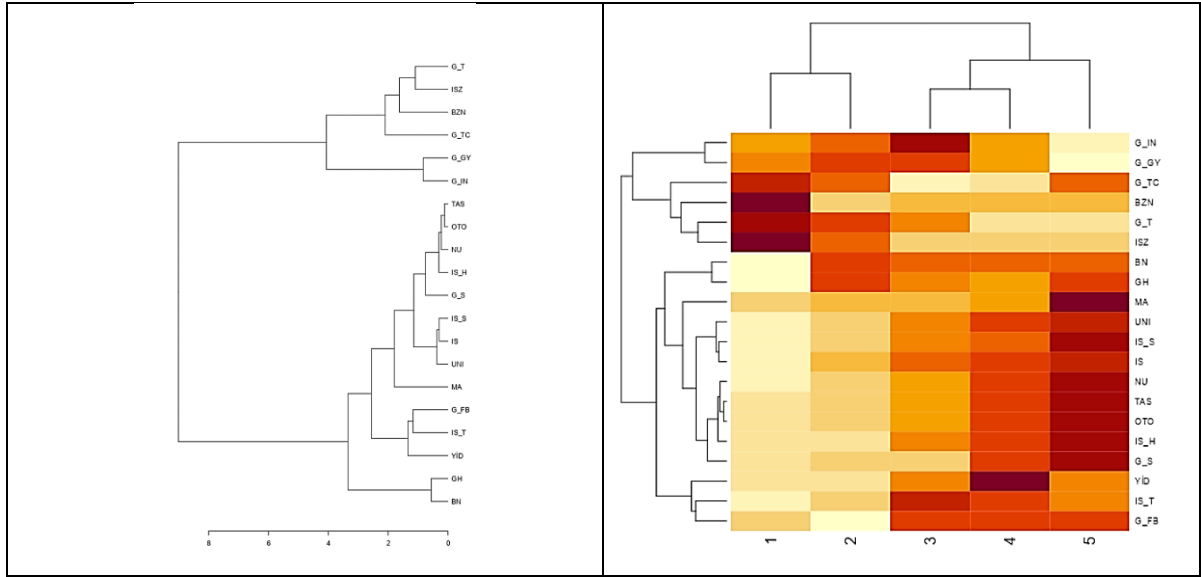 G_T
ISZ
BZN
G_TC
G_GY
G_IN
TAS
OTO
NU
IS_H
G_S
IS_S
IS
UNI
MA
G_FB
IS_T
YİD
GH
BN
8 6 4 2 0
G_IN
G_GY
G_TC
BZN
G_T
ISZ
BN
GH
MA
UNI
IS_S
IS
NU
TAS
OTO
IS_H
G_S
YİD
IS_T
G_FB
1 2 3 4 5